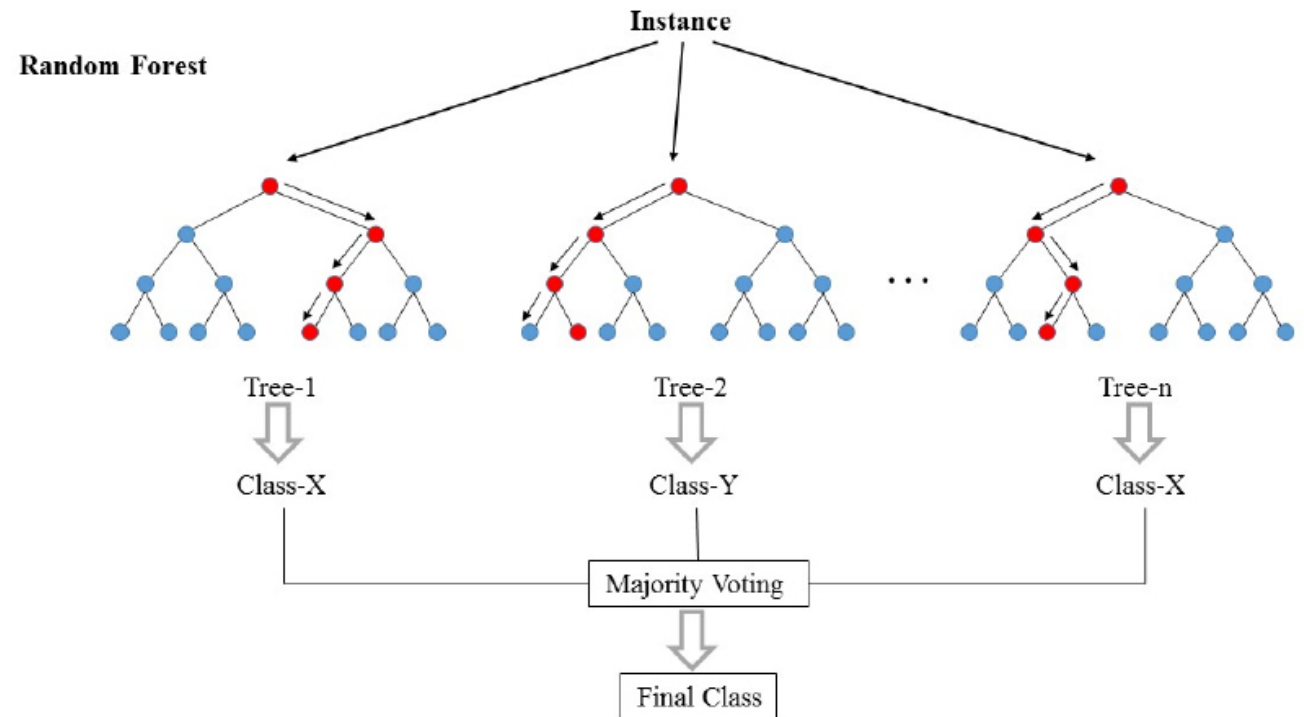 Instance
Random Forest
...
Tree-1
Tree-2
Tree-n
Class-X
Class-Y
Class-X
Majority Voting
Final Class